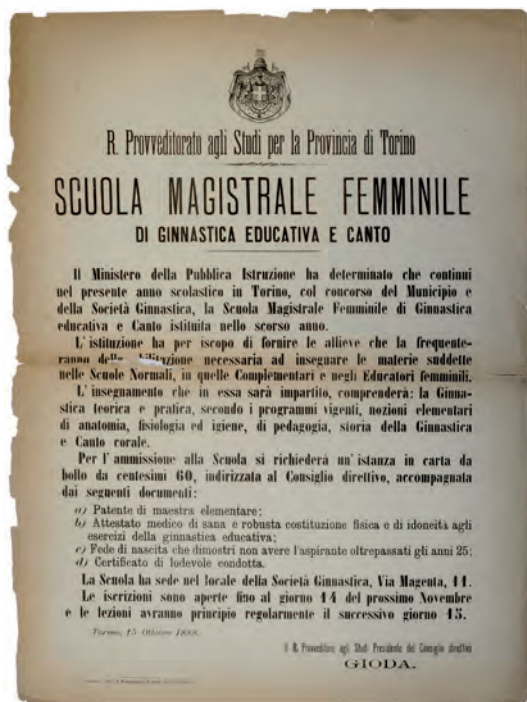 R. Provveditorato agli Studi per la Provincia di Torino
SCUOLA MAGISTRALE FEMMINILE
DI GINNASTICA EDUCATIVA E CANTO
Il Ministero della Pubblica Istruzione ha determinato che continui
nel presente anno scolastico in Torino, col concorso del Municipio e
della Società Ginnastica, la Scuola Magistrale Femminile di Ginnastica
educativa e Canto istituita nello scorso anno.
L'istituzione ha per iscopo di fornire le allieve che la frequente-
ranno necessaria ad insegnare le materie suddette
nelle Scuole Normali, in quelle Complementari e negli Educatori femminili.
L'insegnamento che in essa sarà impartito, comprenderà: la Ginna-
stica teorica e pratica, secondo i programmi vigenti, nozioni elementari
di anatomia, fisiologia ed igiene, di pedagogia, storia della Ginnastica
e Canto corale.
Per l'ammissione alla Scuola si richiederà un'istanza in carta da
bollo da centesimi 60, indirizzata al Consiglio direttivo, accompagnata
dai seguenti documenti:
a) Patente di maestra elementare;
b) Attestato medico di sana e robusta costituzione fisica e di idoneità agli
esercizi della ginnastica educativa;
c) Fede di nascita che dimostri non avere l'aspirante oltrepassati gli anni 25;
d) Certificato di lodevole condotta.
La Scuola ha sede nel locale della Società Ginnastica, Via Magenta, 11.
Le iscrizioni sono aperte fino al giorno 14 del prossimo Novembre
e le lezioni avranno principio regolarmente il successivo giorno 15.
Torino, 15 Ottobre 1888.
Il R. Provveditore agli Studi Presidente del Consiglio direttivo
GIODA.